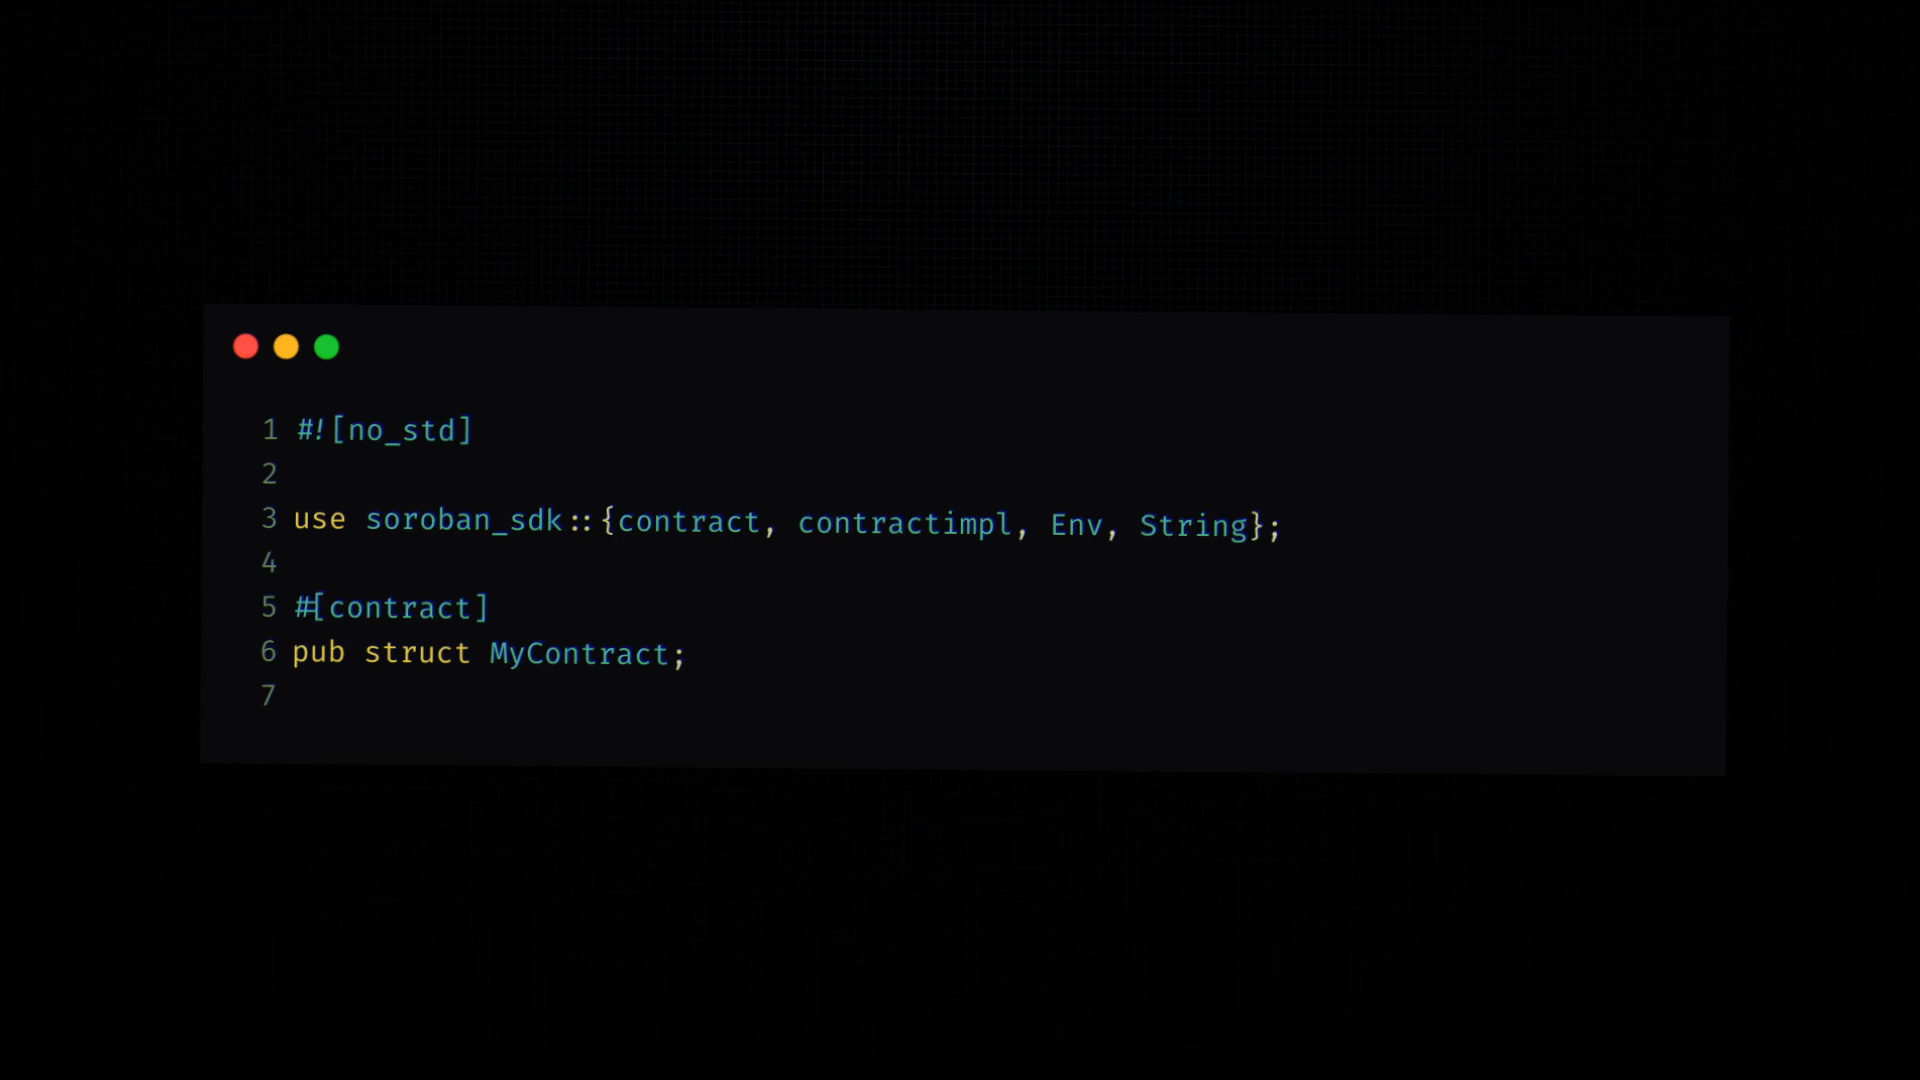 1 #![no_std]
2
3 use soroban_sdk::{contract, contractimpl, Env, String};
4
5 #[contract]
6 pub struct MyContract;
7